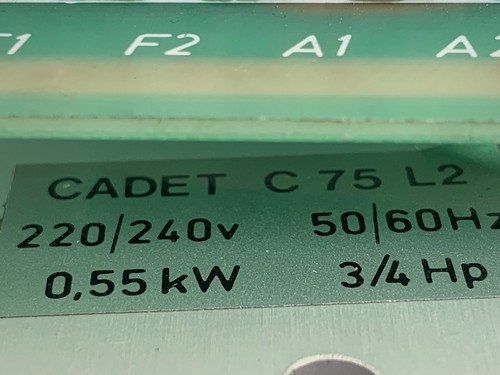 F2 A1
CADET C 75 L2
220/240v 50/60Hz
0,55 kW 3/4 Hp